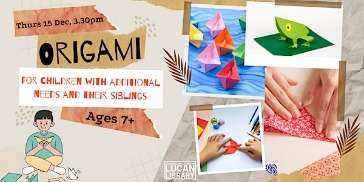 Thurs 15 Dec, 3.30pm
ORIGAMI
FOR CHILDREN WITH ADDITIONAL
NEEDS AND THEIR SIBLINGS
Ages 7+
LUCAN
LIBRARY